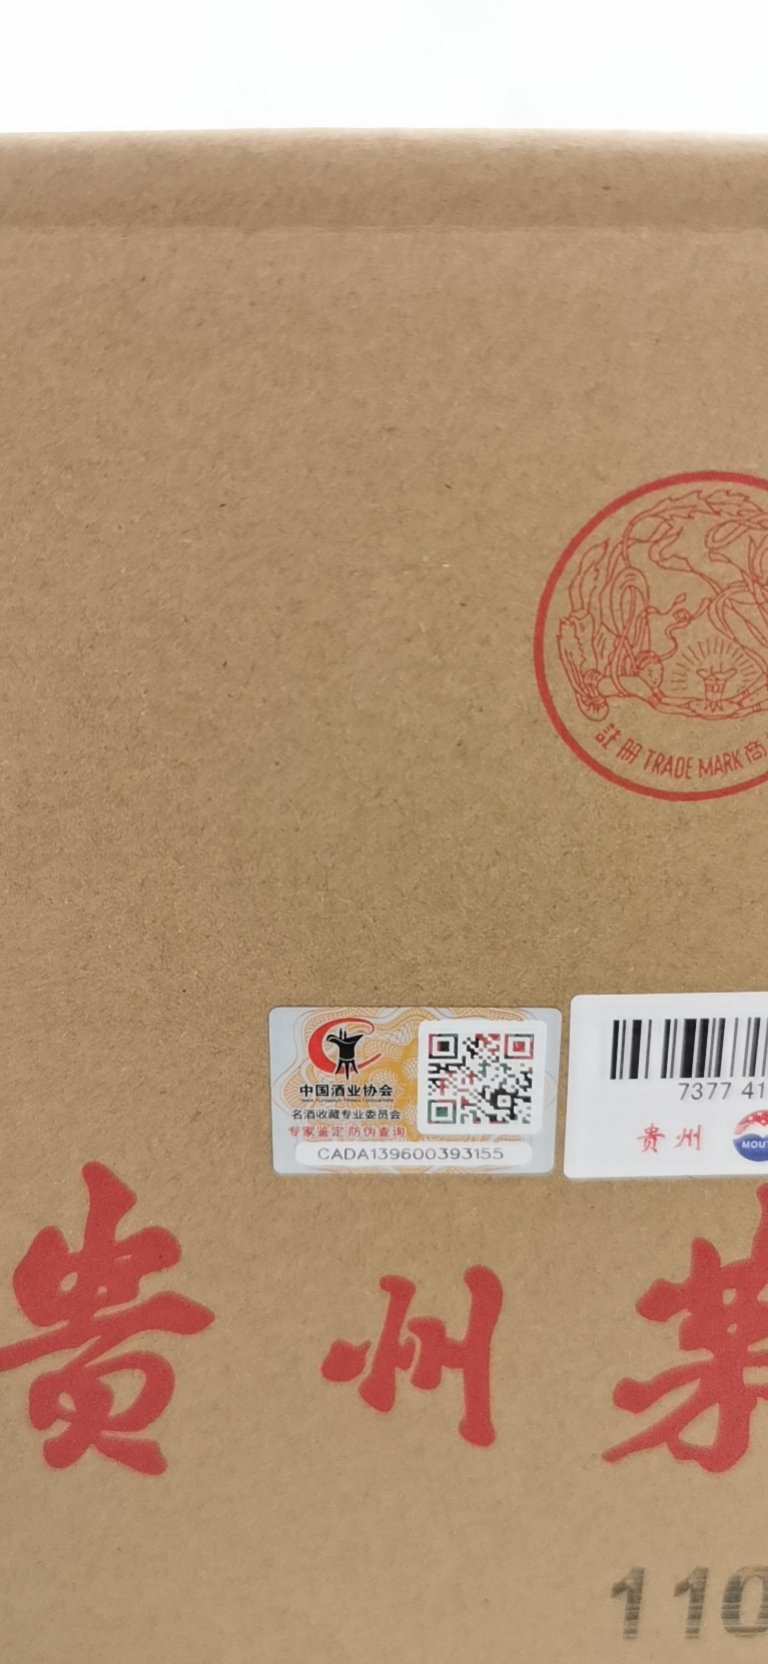 註册 TRADE MARK 商
中国酒业协会
名酒收藏专业委员会
专家鉴定 防伪查询
CADA139600393155
7377 41
贵州
MOUT
贵州茅
110